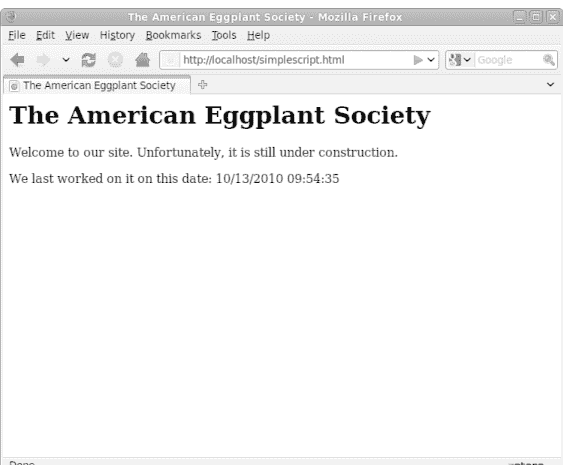 The American Eggplant Society - Mozilla Firefox
File Edit View History Bookmarks Tools Help
http://localhost/simplescript.html Google
The American Eggplant Society
The American Eggplant Society
Welcome to our site. Unfortunately, it is still under construction.
We last worked on it on this date: 10/13/2010 09:54:35
Done